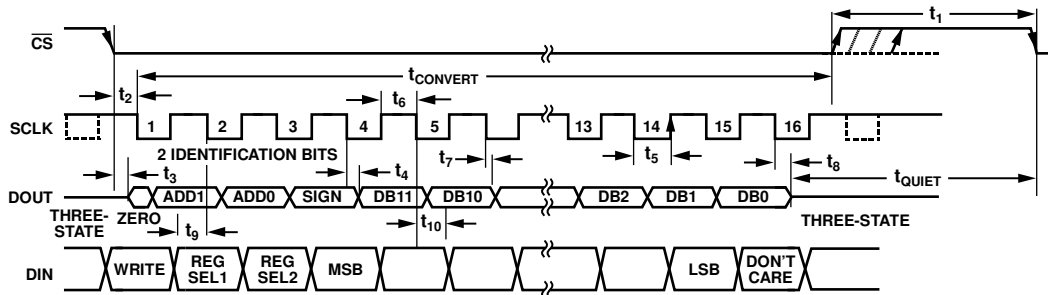 t1
CS
tCONVERT
t2
t6
SCLK
1 2 3 4 5 13 14 15 16
2 IDENTIFICATION BITS
t7
t5
t8
t3
t4
tQUIET
DOUT
ADD1 ADD0 SIGN DB11 DB10 DB2 DB1 DB0
THREE-STATE
ZERO
t9
t10
THREE-STATE
DIN
WRITE
REG SEL1
REG SEL2
MSB
LSB
DON'T CARE